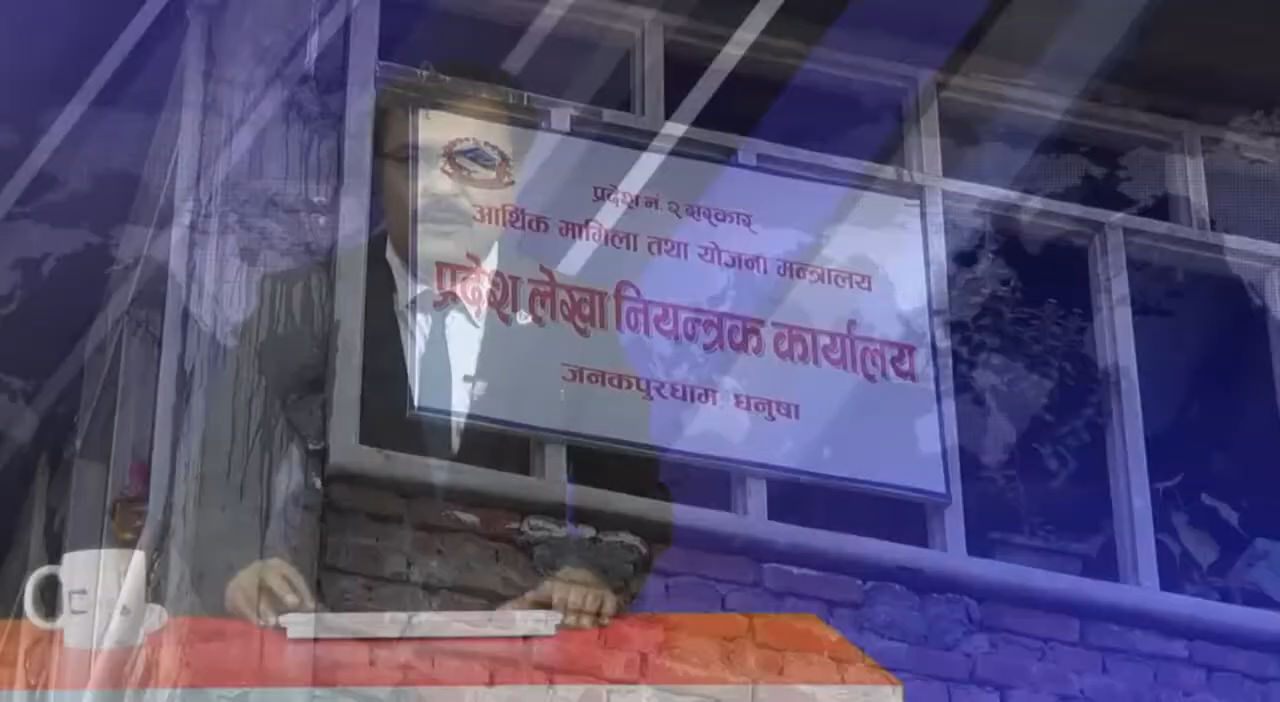 प्रदेश नं. २ सरकार
आर्थिक मामिला तथा योजना मन्त्रालय
प्रदेश लेखा नियन्त्रक कार्यालय
जनकपुरधाम, धनुषा